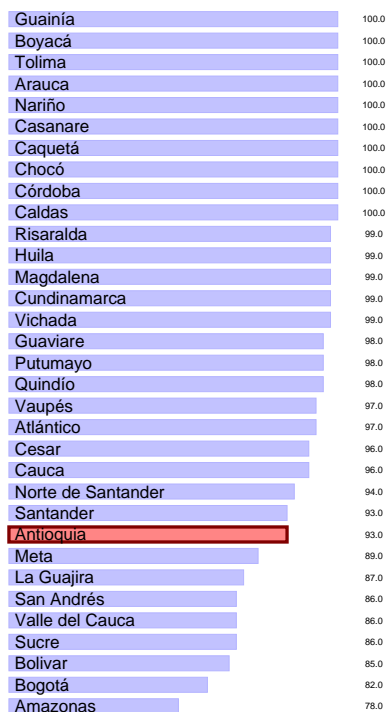 Guainía 100.0
Boyacá 100.0
Tolima 100.0
Arauca 100.0
Nariño 100.0
Casanare 100.0
Caquetá 100.0
Chocó 100.0
Córdoba 100.0
Caldas 100.0
Risaralda 99.0
Huila 99.0
Magdalena 99.0
Cundinamarca 99.0
Vichada 99.0
Guaviare 98.0
Putumayo 98.0
Quindío 98.0
Vaupés 97.0
Atlántico 97.0
Cesar 96.0
Cauca 96.0
Norte de Santander 94.0
Santander 93.0
Antioquia 93.0
Meta 89.0
La Guajira 87.0
San Andrés 86.0
Valle del Cauca 86.0
Sucre 86.0
Bolivar 85.0
Bogotá 82.0
Amazonas 78.0